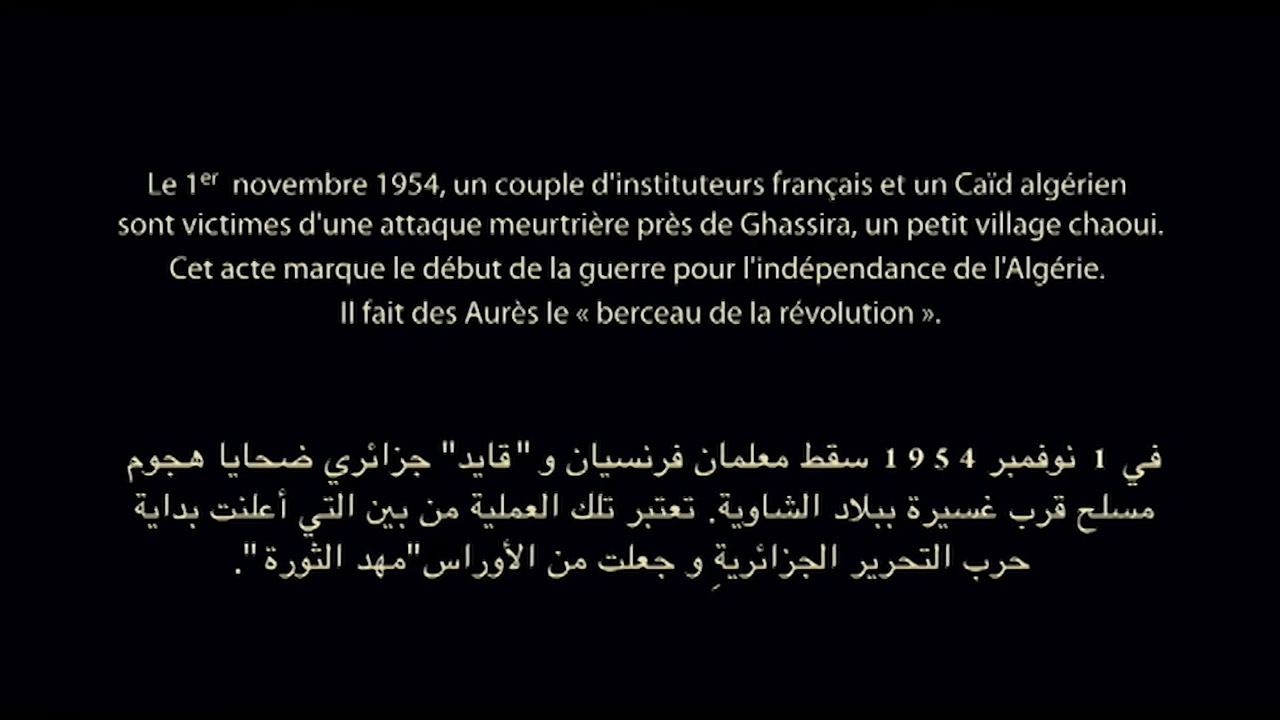 Le 1er novembre 1954, un couple d'instituteurs français et un Caïd algérien
sont victimes d'une attaque meurtrière près de Ghassira, un petit village chaoui.
Cet acte marque le début de la guerre pour l'indépendance de l'Algérie.
Il fait des Aurès le « berceau de la révolution ».
في 1 نوفمبر 1954 سقط معلمان فرنسيان و "قايد" جزائري ضحايا هجوم
مسلح قرب غسيرة ببلاد الشاوية. تعتبر تلك العملية من بين التي أعلنت بداية
حرب التحرير الجزائريةِ و جعلت من الأوراس"مهد الثورة".